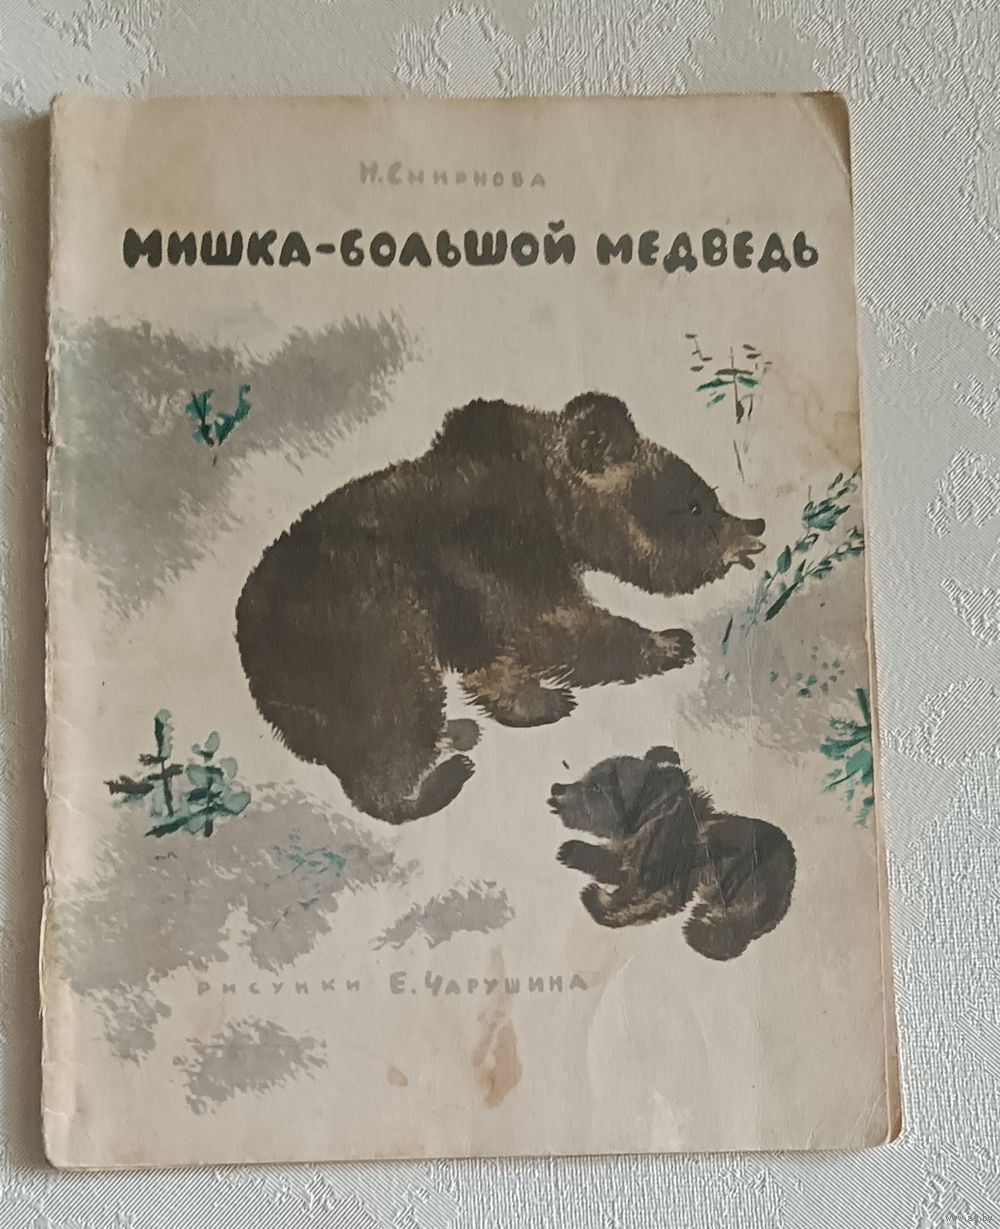 Н. Смирнова
МИШКА-БОЛЬШОЙ МЕДВЕДЬ
РИСУНКИ Е. ЧАРУШИНА